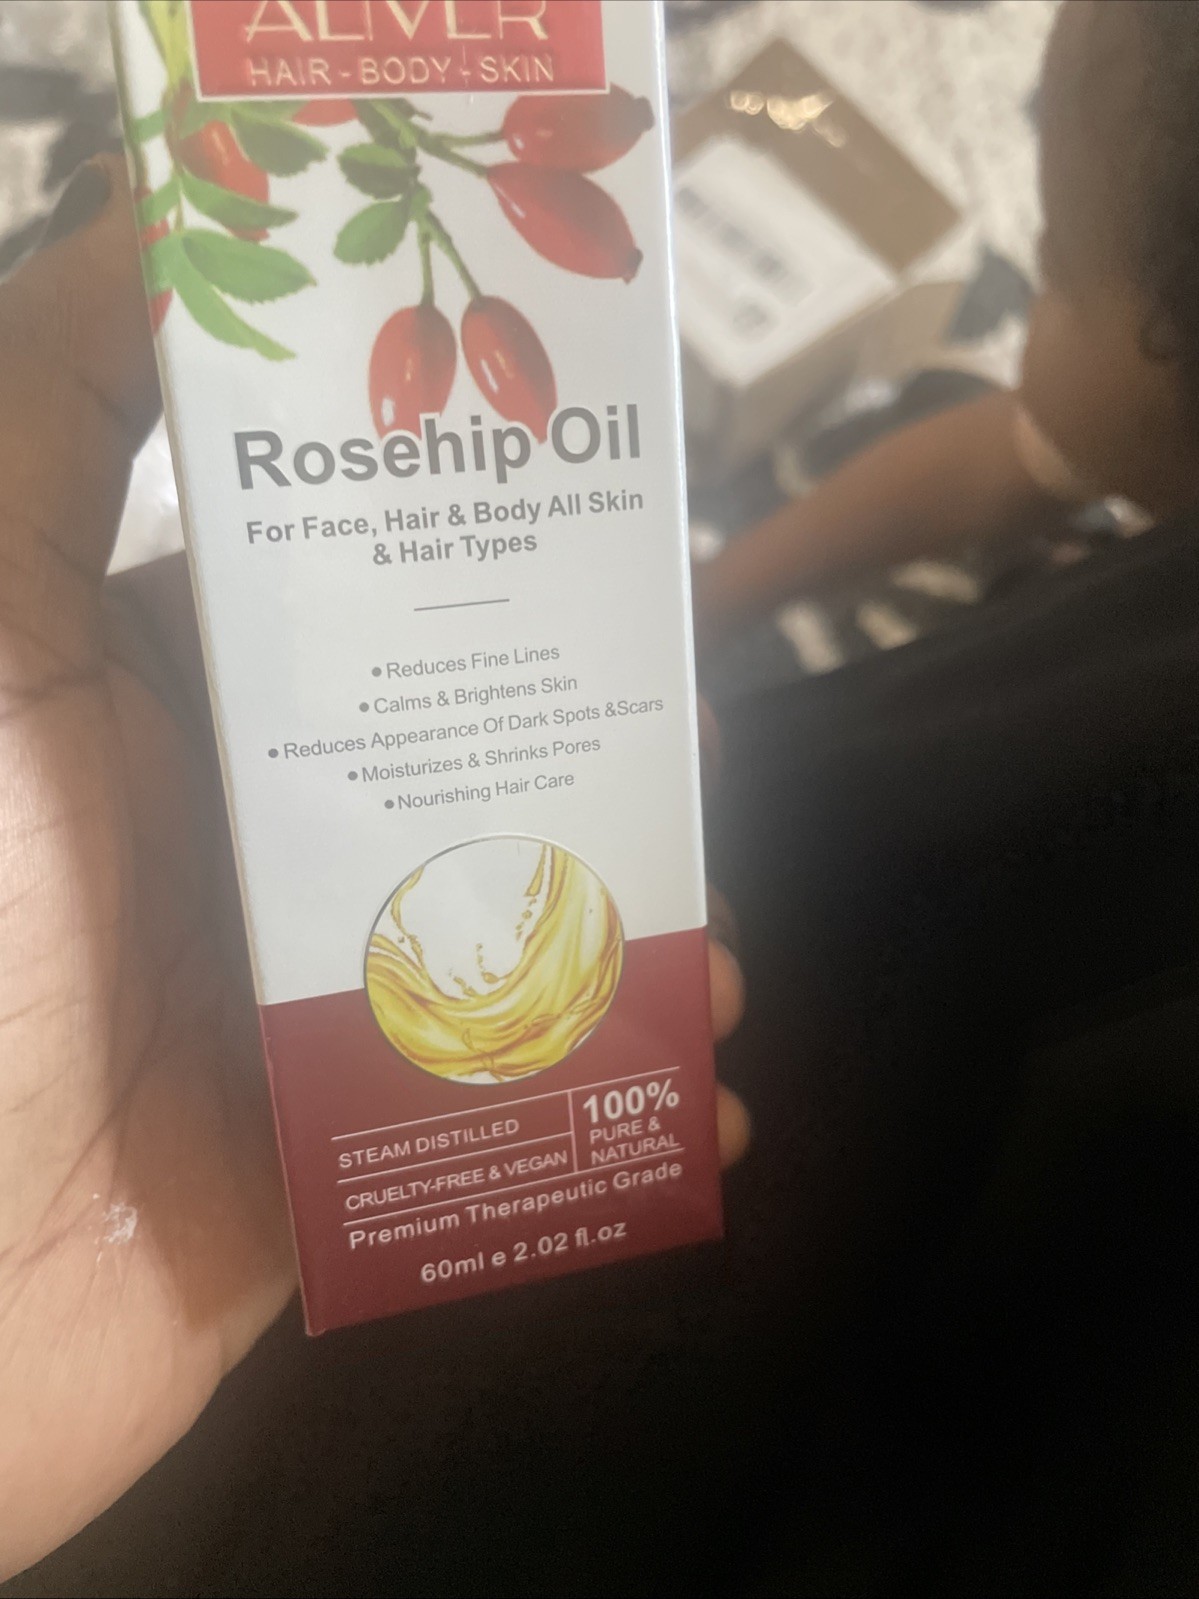 ALIVER
HAIR - BODY - SKIN
Rosehip Oil
For Face, Hair & Body All Skin
& Hair Types
•Reduces Fine Lines
•Calms & Brightens Skin
•Reduces Appearance Of Dark Spots &Scars
•Moisturizes & Shrinks Pores
•Nourishing Hair Care
STEAM DISTILLED
CRUELTY-FREE & VEGAN
100%
PURE &
NATURAL
Premium Therapeutic Grade
60ml e 2.02 fl.oz